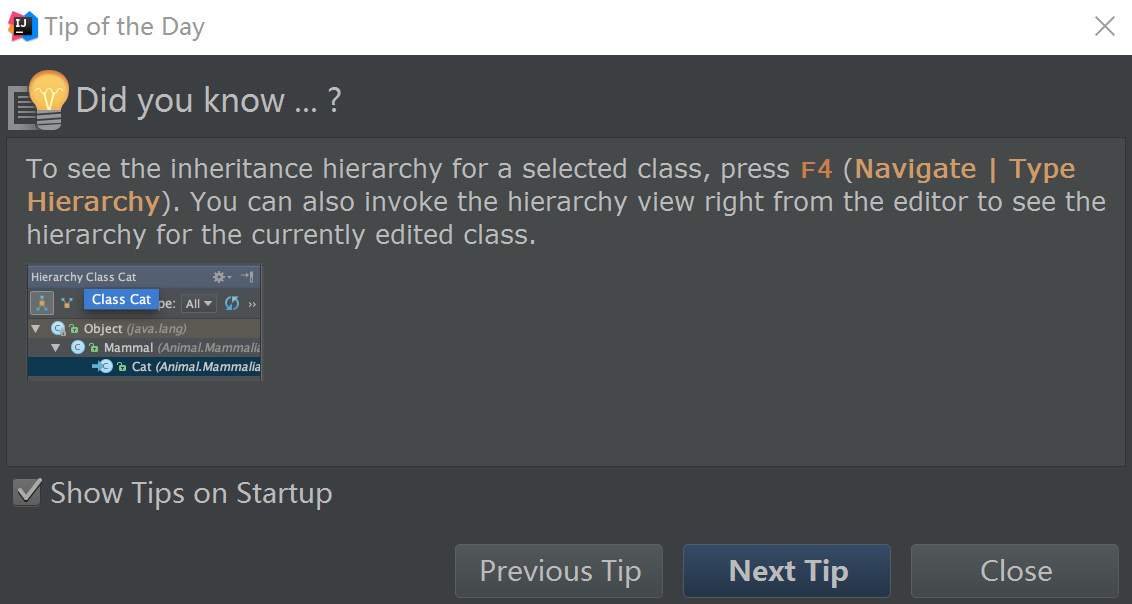 IJ
Tip of the Day
Did you know ... ?
To see the inheritance hierarchy for a selected class, press F4 (Navigate | Type
Hierarchy). You can also invoke the hierarchy view right from the editor to see the
hierarchy for the currently edited class.
Hierarchy Class Cat
Class Cat pe: All »
C Object (java.lang)
C Mammal (Animal.Mammalia
C Cat (Animal.Mammalia
Show Tips on Startup
Previous Tip Next Tip Close